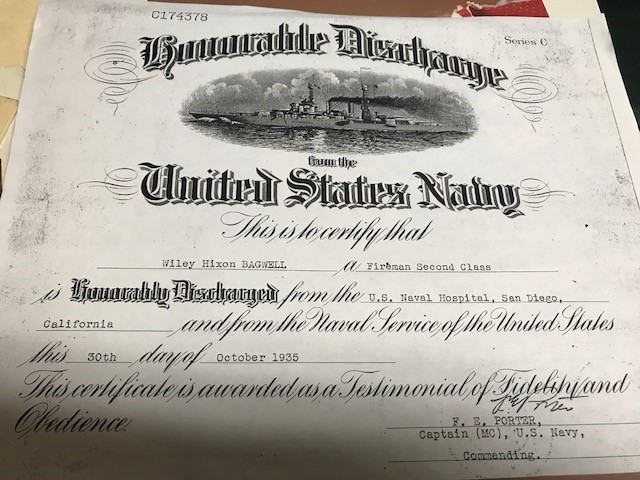 C174378
Series C
Honorable Discharge
from the
United States Navy
This is to certify that
Wiley Hixon BAGWELL a Fireman Second Class
is Honorably Discharged from the U.S. Naval Hospital, San Diego,
California and from the Naval Service of the United States
this 30th day of October 1935
This certificate is awarded as a Testimonial of Fidelity and
Obedience.
F. E. PORTER,
Captain (MC), U.S. Navy,
Commanding.